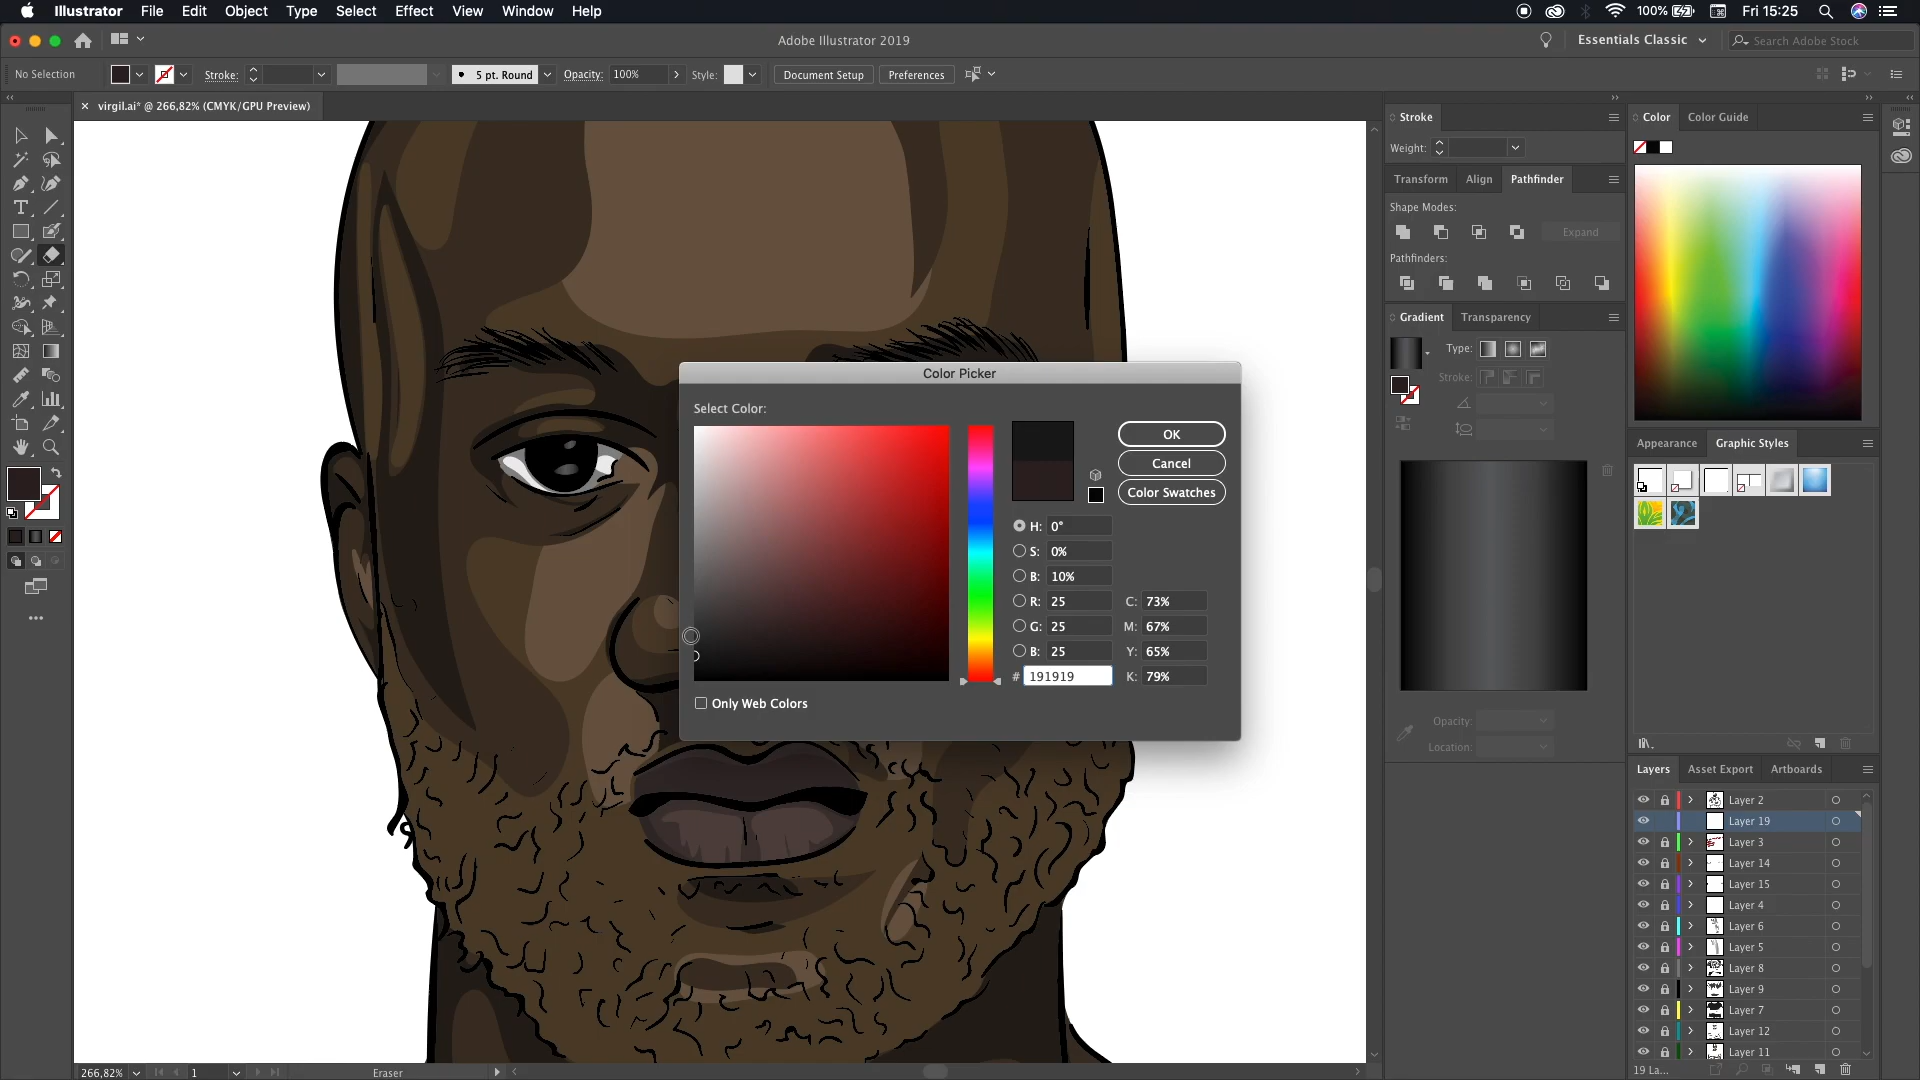 Illustrator File Edit Object Type Select Effect View Window Help 100% Fri 15:25
Adobe Illustrator 2019 Essentials Classic Search Adobe Stock
No Selection Stroke: 5 pt. Round Opacity: 100% Style: Document Setup Preferences
virgil.ai* @ 266,82% (CMYK/GPU Preview)
Color Picker
Select Color:
OK
Cancel
Color Swatches
H: 0°
S: 0%
B: 10%
R: 25 C: 73%
G: 25 M: 67%
B: 25 Y: 65%
# 191919 K: 79%
Only Web Colors
Stroke
Weight:
Transform Align Pathfinder
Shape Modes:
Expand
Pathfinders:
Gradient Transparency
Type:
Stroke:
Opacity:
Location:
Color Color Guide
Appearance Graphic Styles
Layers Asset Export Artboards
Layer 2
Layer 19
Layer 3
Layer 14
Layer 15
Layer 4
Layer 6
Layer 5
Layer 8
Layer 9
Layer 7
Layer 12
Layer 11
19 La...
266,82% 1 Eraser